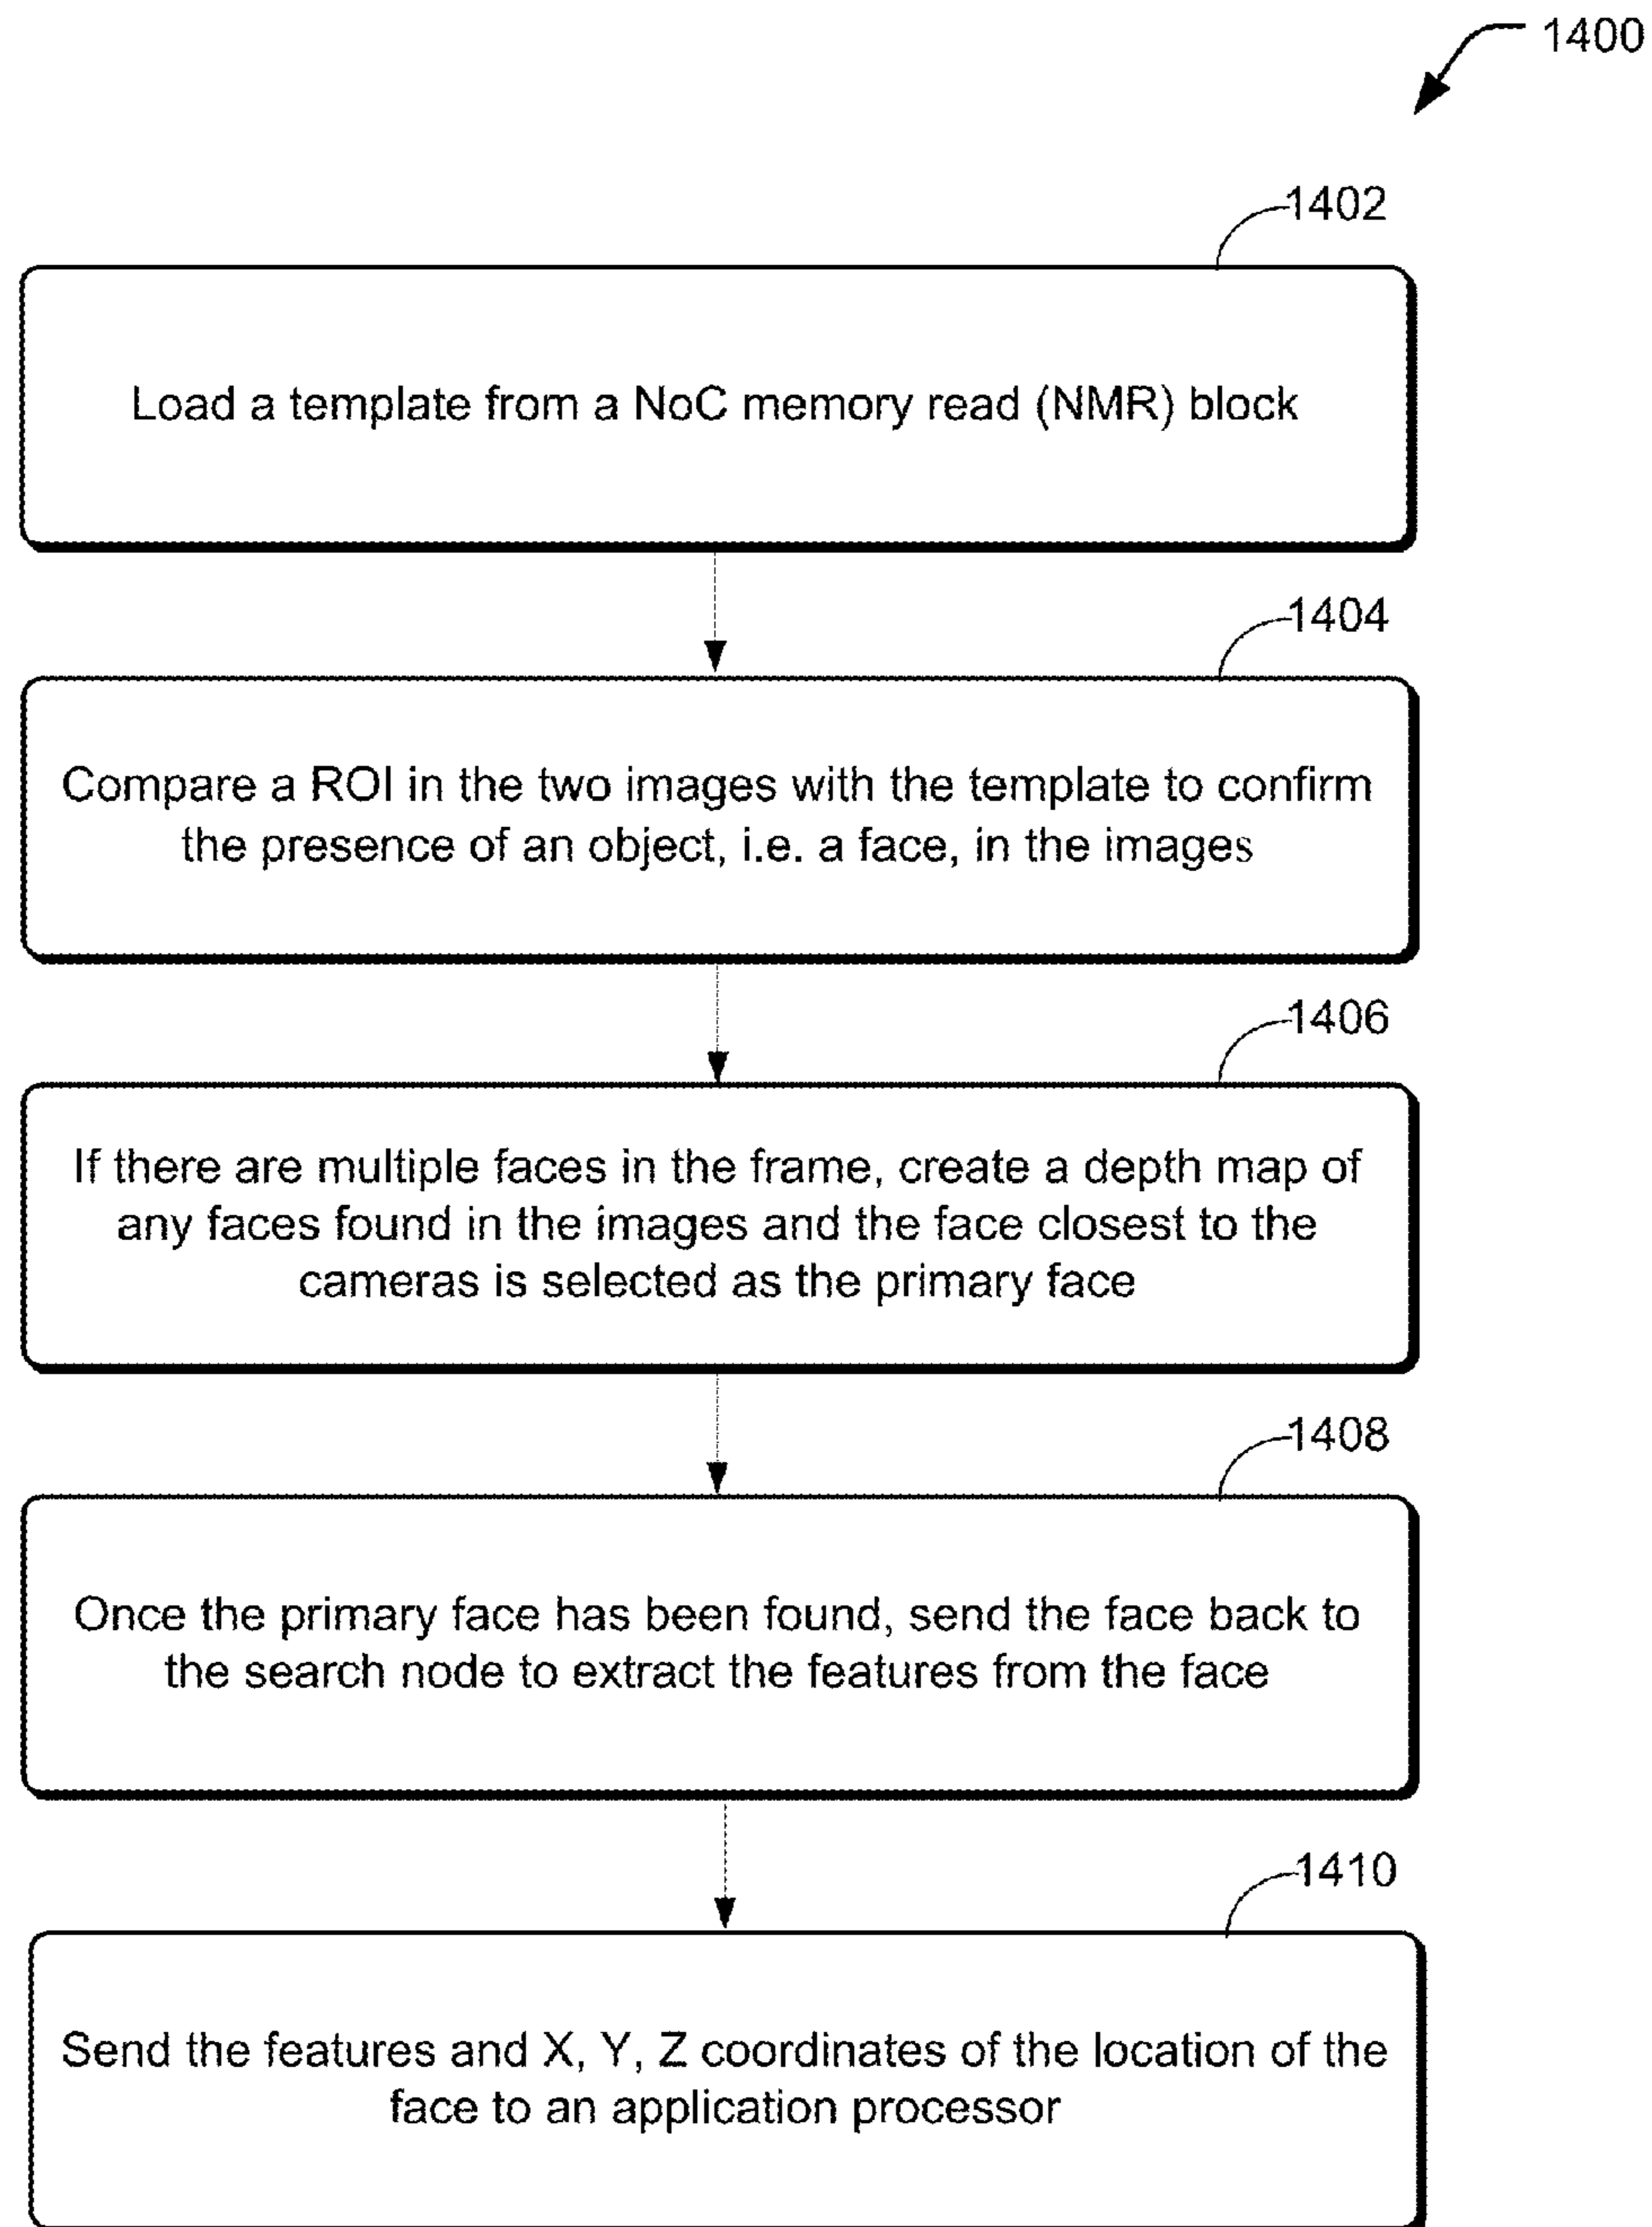 1400
1402
Load a template from a NoC memory read (NMR) block
1404
Compare a ROI in the two images with the template to confirm
the presence of an object, i.e. a face, in the images
1406
If there are multiple faces in the frame, create a depth map of
any faces found in the images and the face closest to the
cameras is selected as the primary face
1408
Once the primary face has been found, send the face back to
the search node to extract the features from the face
1410
Send the features and X, Y, Z coordinates of the location of the
face to an application processor